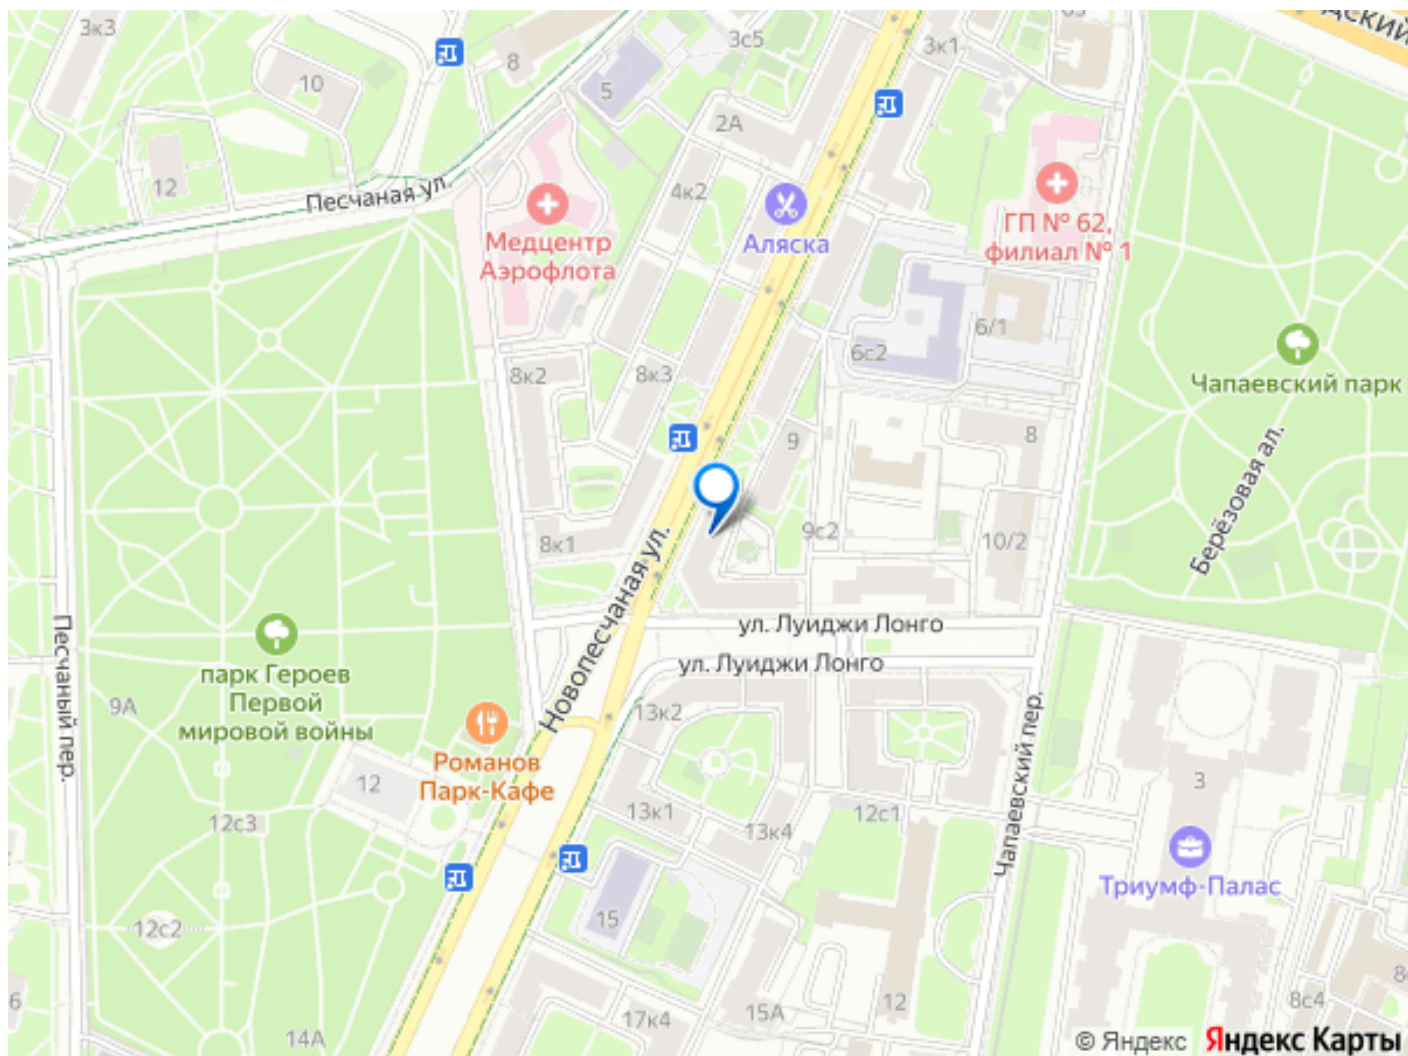 3к3
10
8
5
3с5
2А
3к1
12
Песчаная ул.
4к2
Медцентр
Аэрофлота
Аляска
ГП № 62,
филиал № 1
6/1
6с2
8к2
8к3
Чапаевский парк
9
8
Берёзовая ал.
8к1
9с2
10/2
Новопесчаная ул.
ул. Луиджи Лонго
ул. Луиджи Лонго
Песчаный пер.
парк Героев
Первой
мировой войны
9А
13к2
Чапаевский пер.
Романов
Парк-Кафе
12
12с3
13к1
13к4
12с1
3
Триумф-Палас
12с2
15
6
14А
17к4
15А
12
8с4
© Яндекс
Яндекс Карты